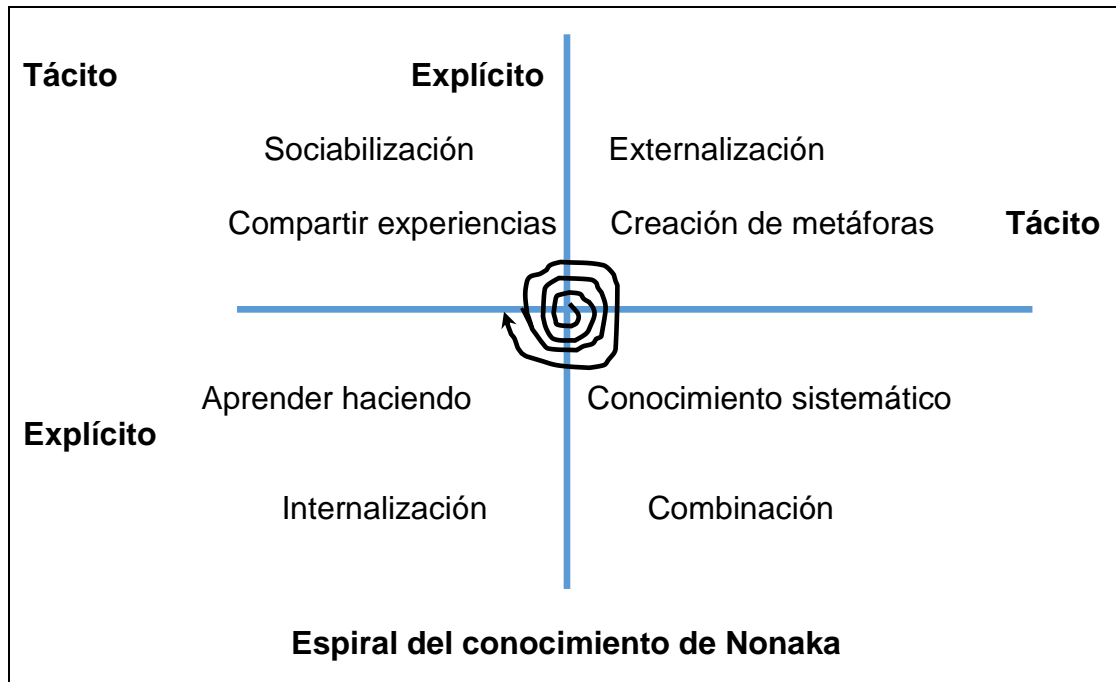 Tácito Explícito
Sociabilización Externalización
Compartir experiencias Creación de metáforas Tácito
Aprender haciendo Conocimiento sistemático
Explícito
Internalización Combinación
Espiral del conocimiento de Nonaka